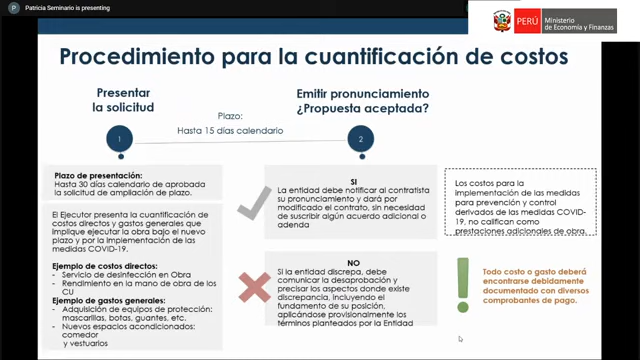 P
Patricia Seminario is presenting
PERÚ
Ministerio
de Economía y Finanzas
Procedimiento para la cuantificación de costos
Presentar
la solicitud
Plazo:
Hasta 15 días calendario
Emitir pronunciamiento
¿Propuesta aceptada?
1
2
Plazo de presentación:
Hasta 30 días calendario de aprobada
la solicitud de ampliación de plazo.
El Ejecutor presenta la cuantificación de
costos directos y gastos generales que
implique ejecutar la obra bajo el nuevo
plazo y por la implementación de las
medidas COVID-19.
Ejemplo de costos directos:
- Servicio de desinfección en Obra
- Rendimiento en la mano de obra de los
CU
Ejemplo de gastos generales:
- Adquisición de equipos de protección:
mascarillas, botas, guantes, etc.
- Nuevos espacios acondicionados:
comedor
y vestuarios
SI
La entidad debe notificar al contratista
su pronunciamiento y dará por
modificado el contrato, sin necesidad
de suscribir algún acuerdo adicional o
adenda
NO
Si la entidad discrepa, debe
comunicar la desaprobación y
precisar los aspectos donde existe
discrepancia, incluyendo el
fundamento de su posición,
aplicándose provisionalmente los
términos planteados por la Entidad
Los costos para la
implementación de las medidas
para prevención y control
derivados de las medidas COVID-
19, no califican como
prestaciones adicionales de obra.
Todo costo o gasto deberá
encontrarse debidamente
documentado con diversos
comprobantes de pago.